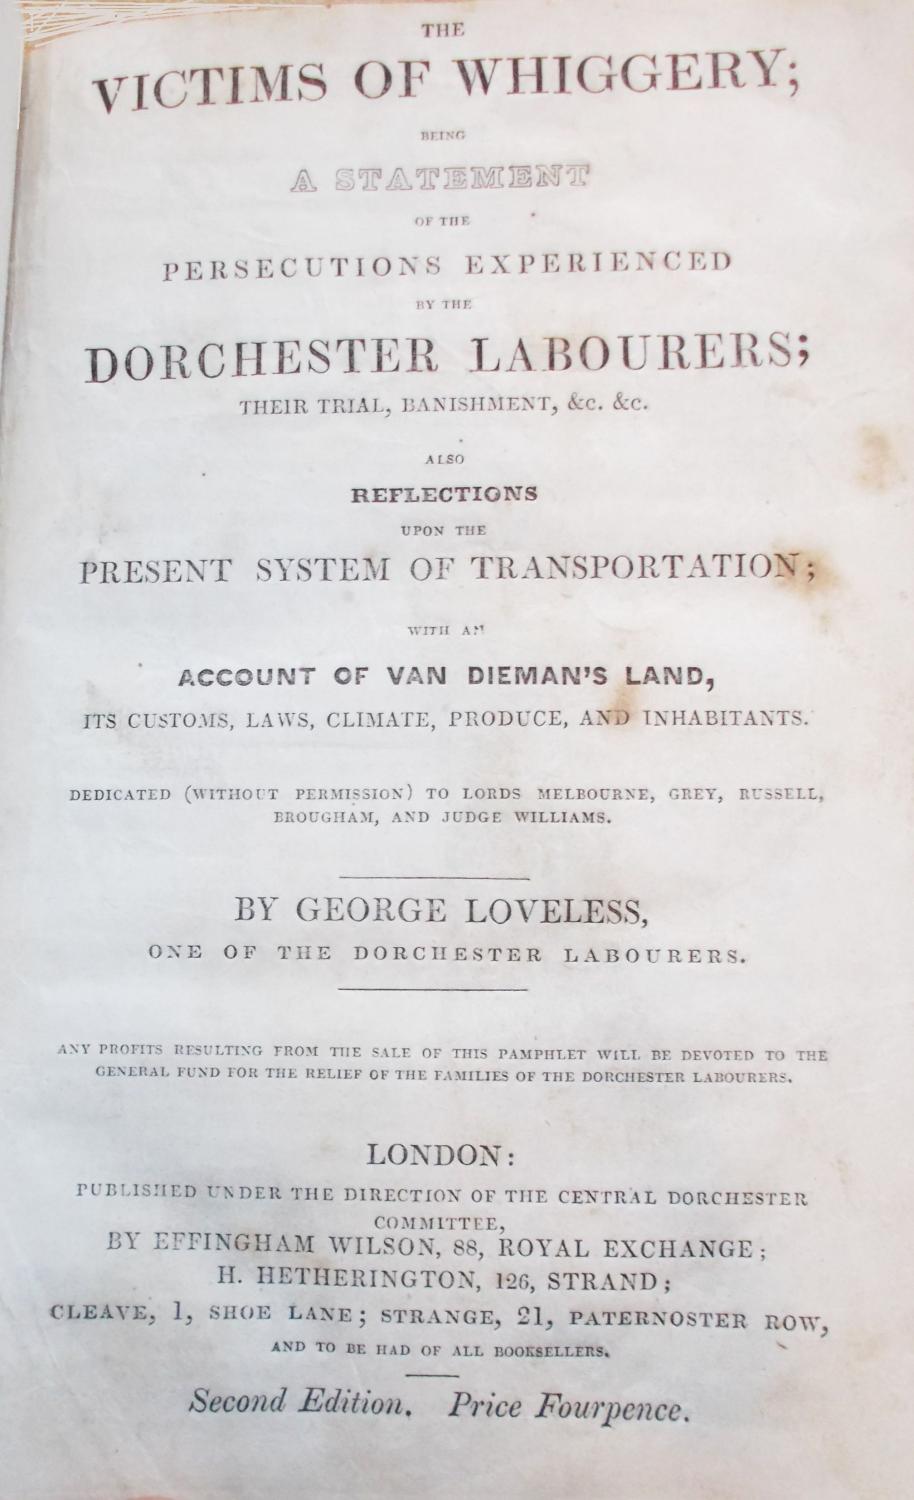 THE
VICTIMS OF WHIGGERY;
BEING
A STATEMENT
OF THE
PERSECUTIONS EXPERIENCED
BY THE
DORCHESTER LABOURERS;
THEIR TRIAL, BANISHMENT, &c. &c.
ALSO
REFLECTIONS
UPON THE
PRESENT SYSTEM OF TRANSPORTATION;
WITH AN
ACCOUNT OF VAN DIEMAN'S LAND,
ITS CUSTOMS, LAWS, CLIMATE, PRODUCE, AND INHABITANTS.
DEDICATED (WITHOUT PERMISSION) TO LORDS MELBOURNE, GREY, RUSSELL,
BROUGHAM, AND JUDGE WILLIAMS.
BY GEORGE LOVELESS,
ONE OF THE DORCHESTER LABOURERS.
ANY PROFITS RESULTING FROM THE SALE OF THIS PAMPHLET WILL BE DEVOTED TO THE
GENERAL FUND FOR THE RELIEF OF THE FAMILIES OF THE DORCHESTER LABOURERS.
LONDON:
PUBLISHED UNDER THE DIRECTION OF THE CENTRAL DORCHESTER
COMMITTEE,
BY EFFINGHAM WILSON, 88, ROYAL EXCHANGE;
H. HETHERINGTON, 126, STRAND;
CLEAVE, 1, SHOE LANE; STRANGE, 21, PATERNOSTER ROW,
AND TO BE HAD OF ALL BOOKSELLERS.
Second Edition. Price Fourpence.